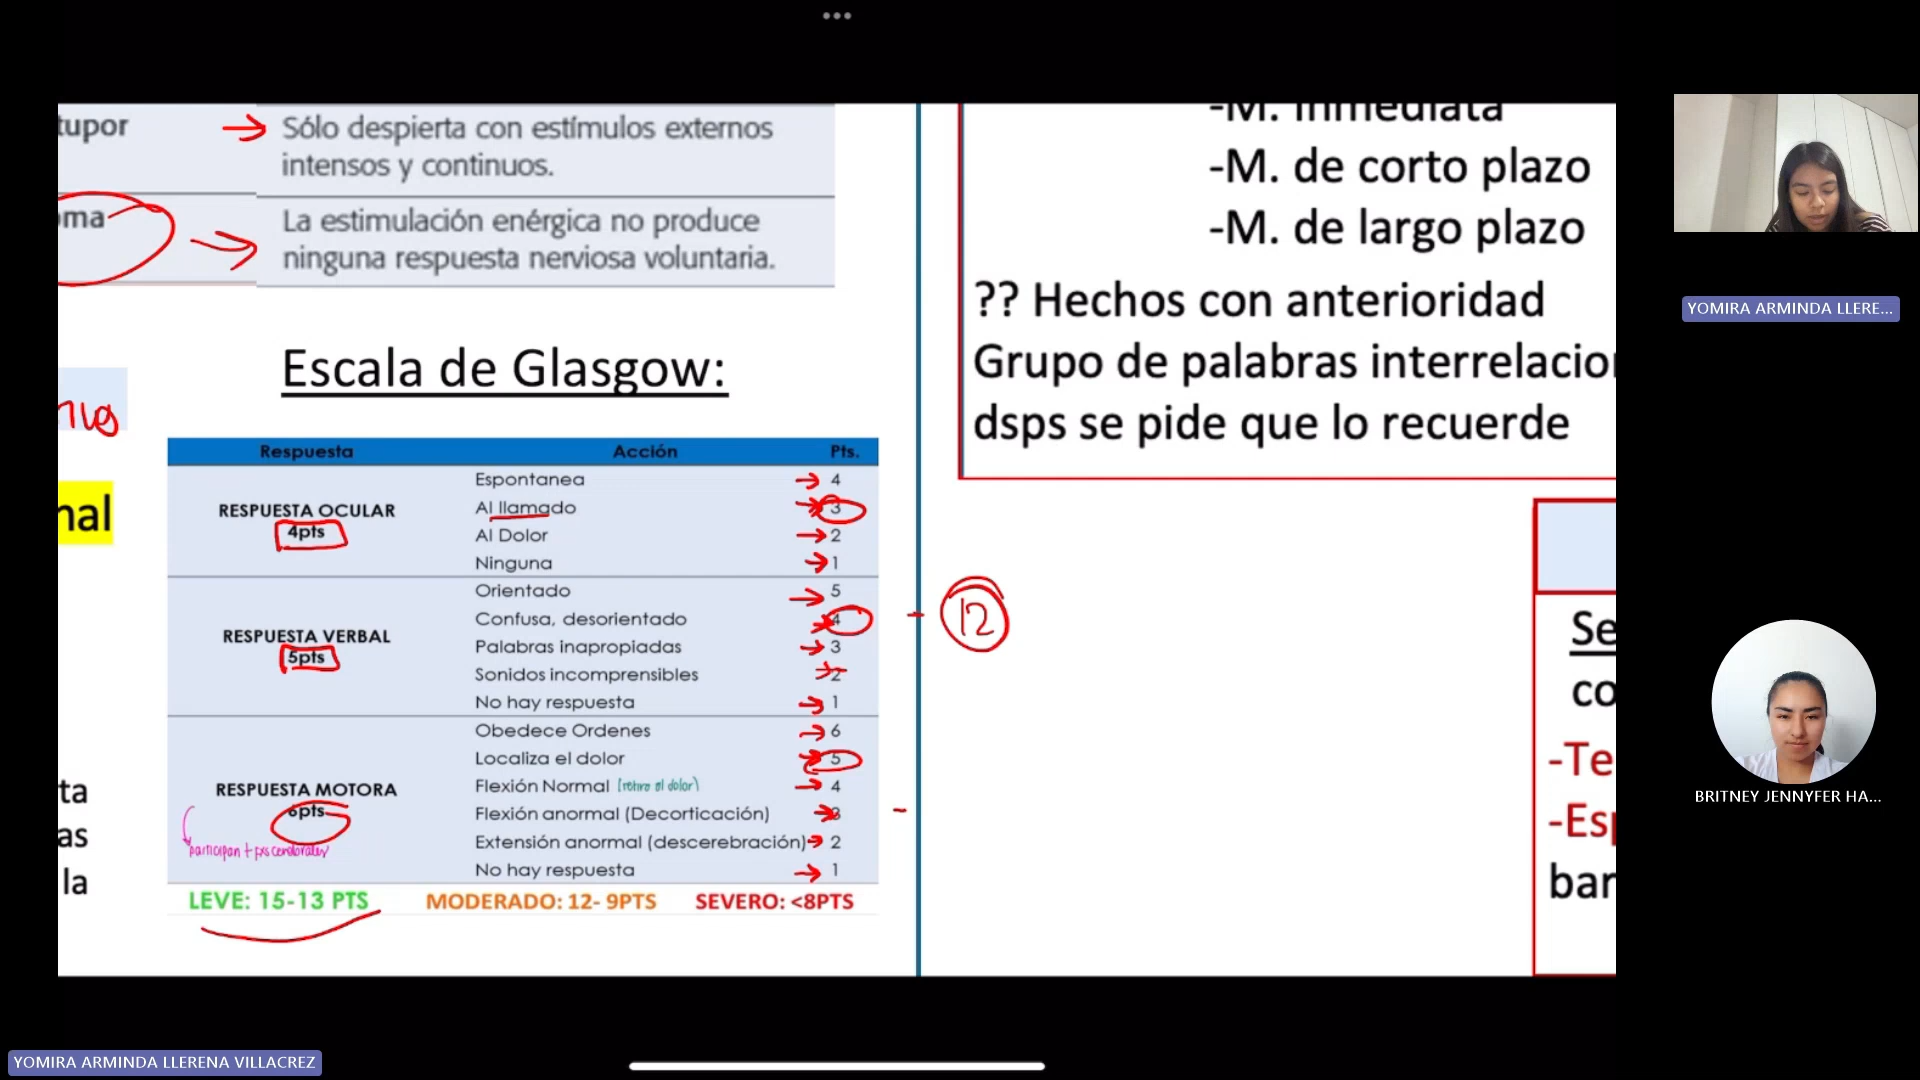 tupor
Sólo despierta con estímulos externos
intensos y continuos.
oma
La estimulación enérgica no produce
ninguna respuesta nerviosa voluntaria.
nal
ta
as
la
Escala de Glasgow:
Respuesta Acción Pts.
RESPUESTA OCULAR
4pts
Espontanea 4
Al llamado 3
Al Dolor 2
Ninguna 1
RESPUESTA VERBAL
5pts
Orientado 5
Confusa, desorientado 4
Palabras inapropiadas 3
Sonidos incomprensibles 2
No hay respuesta 1
RESPUESTA MOTORA
6pts
Obedece Ordenes 6
Localiza el dolor 5
Flexión Normal (retira al dolor) 4
Flexión anormal (Decorticación) 3
Extensión anormal (descerebración) 2
No hay respuesta 1
LEVE: 15-13 PTS MODERADO: 12- 9PTS SEVERO: <8PTS
12
-M. inmediata
-M. de corto plazo
-M. de largo plazo
?? Hechos con anterioridad
Grupo de palabras interrelacio
dsps se pide que lo recuerde
Se
co
-Te
-Esp
bar
YOMIRA ARMINDA LLERE...
BRITNEY JENNYFER HA...
YOMIRA ARMINDA LLERENA VILLACREZ